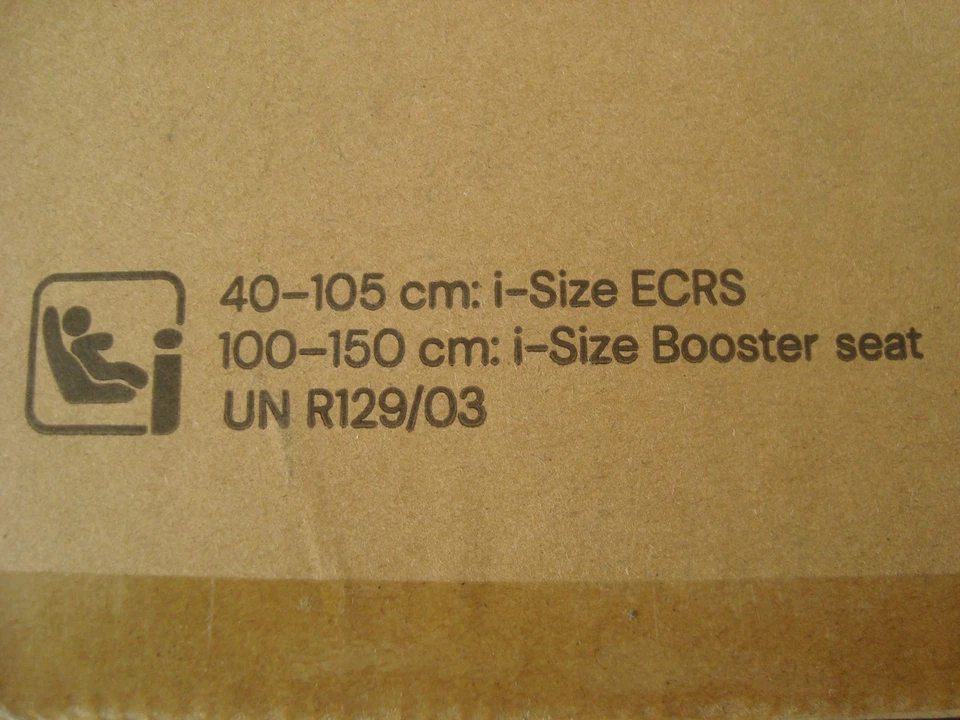 40–105 cm: i-Size ECRS
100–150 cm: i-Size Booster seat
UN R129/03